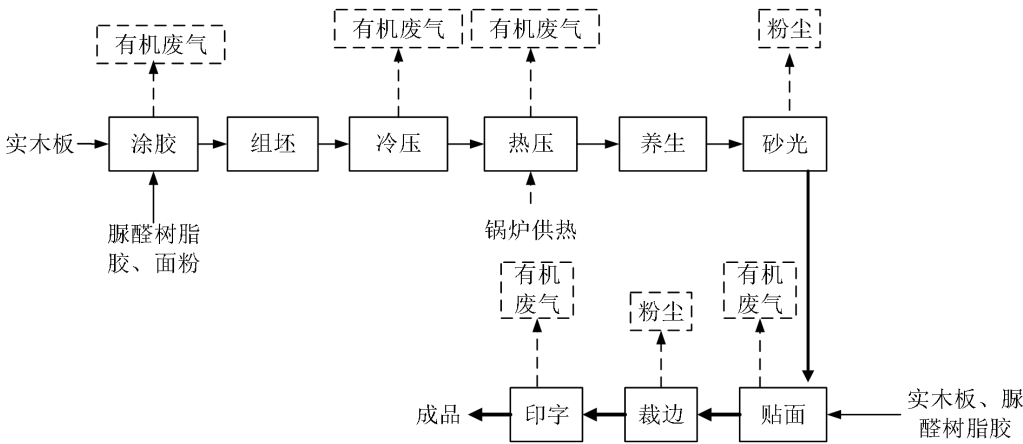 有机废气
有机废气
有机废气
粉尘
实木板
涂胶
组坯
冷压
热压
养生
砂光
脲醛树脂
胶、面粉
锅炉供热
有机
废气
粉尘
有机
废气
成品
印字
裁边
贴面
实木板、脲
醛树脂胶